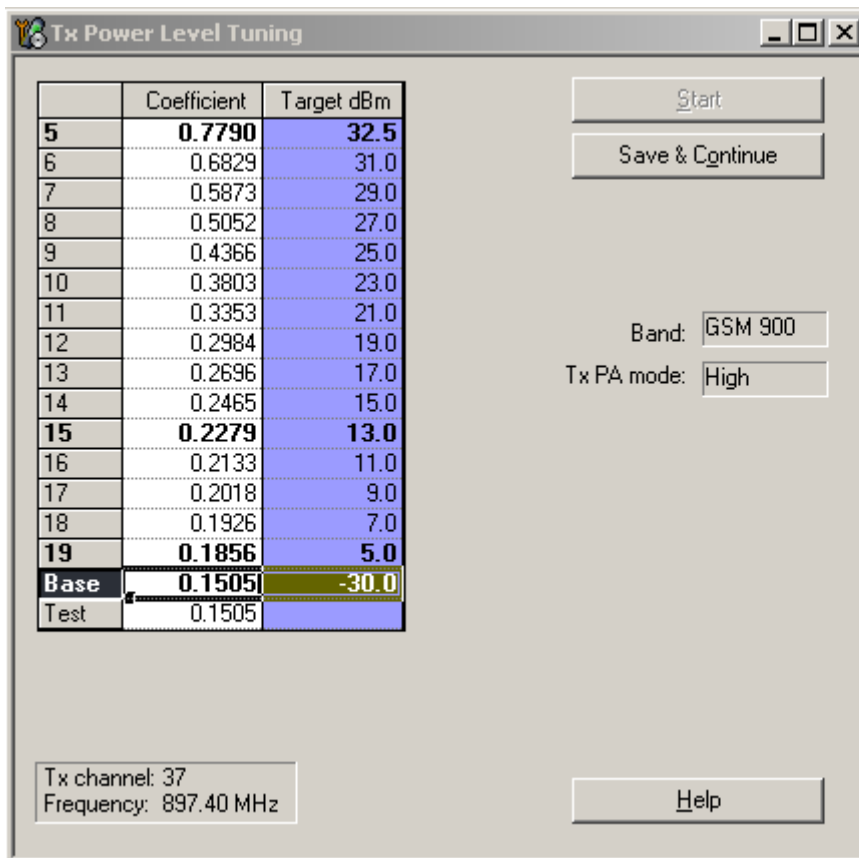 Tx Power Level Tuning
Coefficient Target dBm
5 0.7790 32.5
6 0.6829 31.0
7 0.5873 29.0
8 0.5052 27.0
9 0.4366 25.0
10 0.3803 23.0
11 0.3353 21.0
12 0.2984 19.0
13 0.2696 17.0
14 0.2465 15.0
15 0.2279 13.0
16 0.2133 11.0
17 0.2018 9.0
18 0.1926 7.0
19 0.1856 5.0
Base 0.1505 -30.0
Test 0.1505
Start
Save & Continue
Band: GSM 900
Tx PA mode: High
Tx channel: 37
Frequency: 897.40 MHz
Help